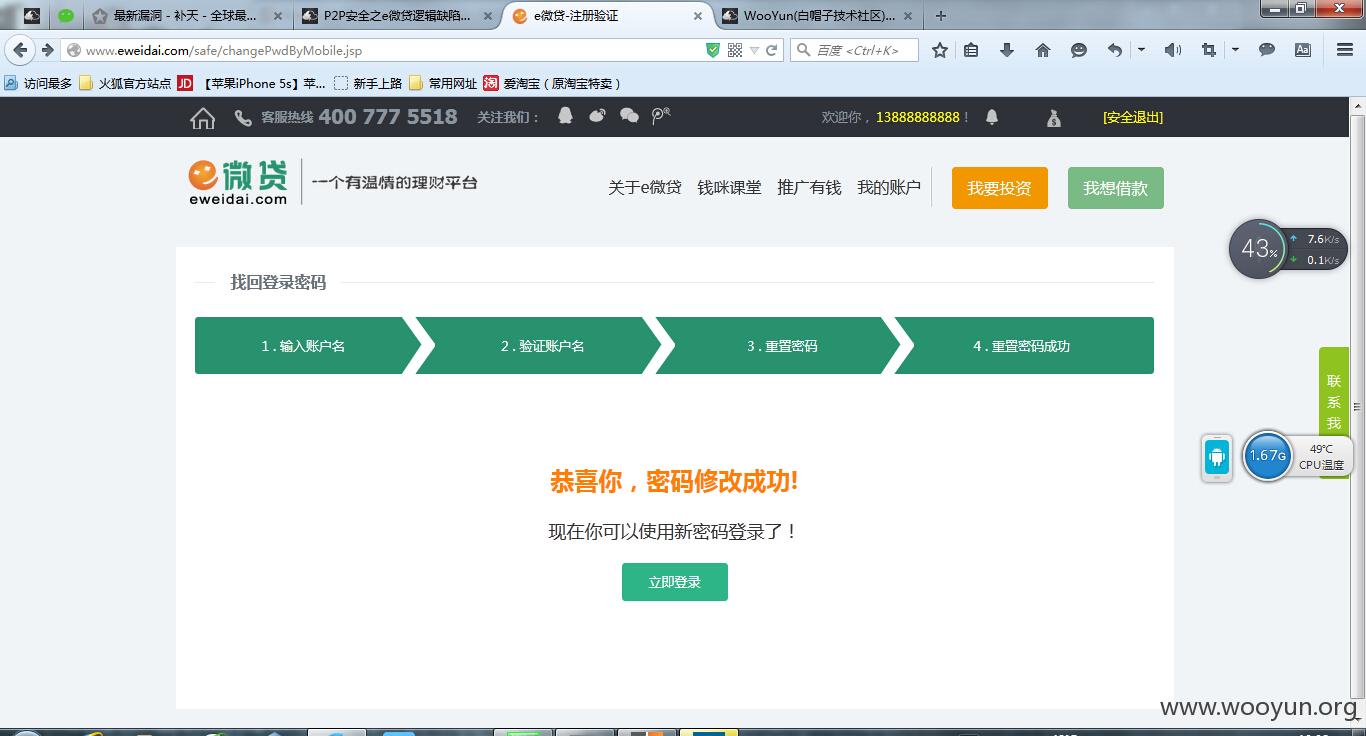 最新漏洞 - 补天 - 全球最...
P2P安全之e微贷逻辑缺陷...
e微贷-注册验证
WooYun(白帽子技术社区)...
www.eweidai.com/safe/changePwdByMobile.jsp
百度 <Ctrl+K>
访问最多
火狐官方站点
JD
【苹果iPhone 5s】苹...
新手上路
常用网址
淘
爱淘宝（原淘宝特卖）
客服热线 400 777 5518
关注我们：
欢迎你，13888888888！
[安全退出]
e微贷
eweidai.com
一个有温情的理财平台
关于e微贷
钱咪课堂
推广有钱
我的账户
我要投资
我想借款
43%
7.6K/s
0.1K/s
找回登录密码
1 . 输入账户名
2 . 验证账户名
3 . 重置密码
4 . 重置密码成功
联系我
1.67G
49℃
CPU温度
恭喜你，密码修改成功!
现在你可以使用新密码登录了！
立即登录
www.wooyun.org